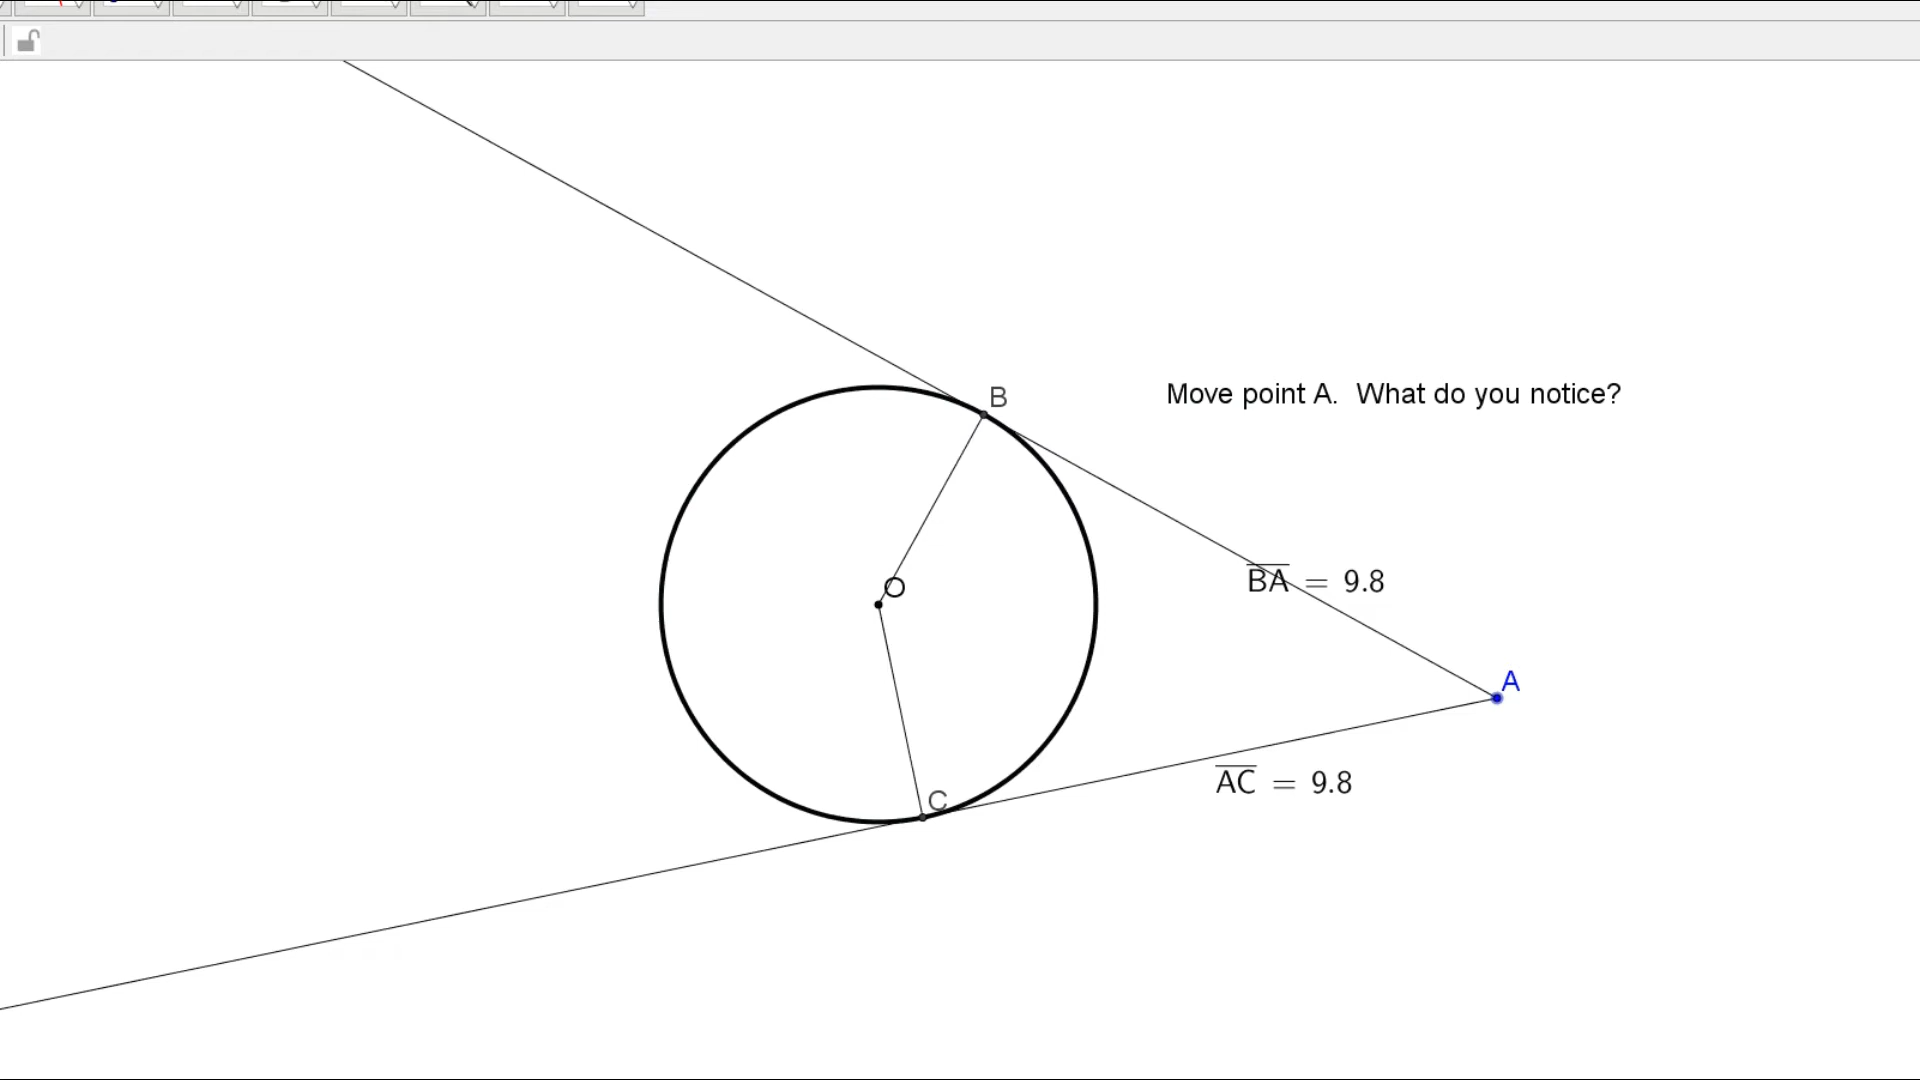 B
Move point A.  What do you notice?
O
BA = 9.8
A
AC = 9.8
C